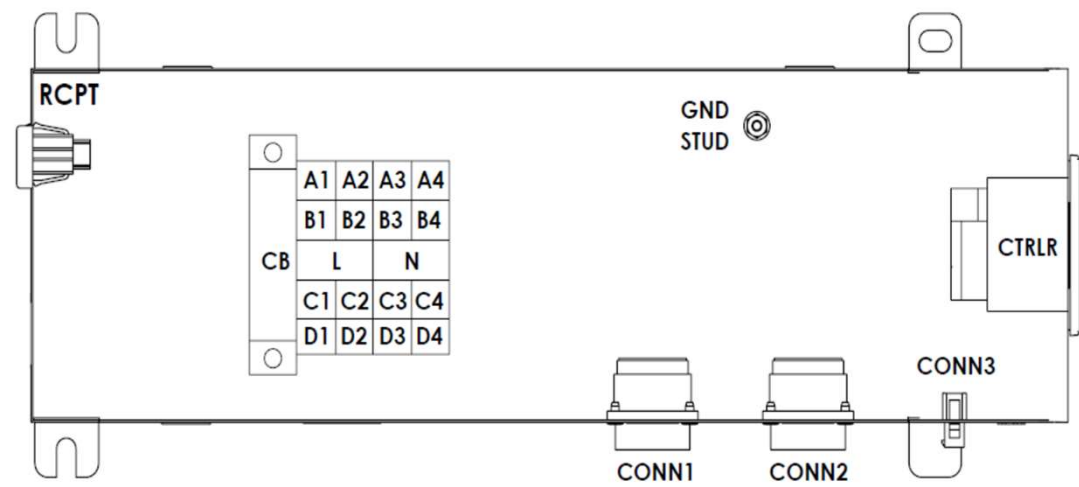 RCPT
GND
STUD
A1 A2 A3 A4
B1 B2 B3 B4
CB L N
CTRLR
C1 C2 C3 C4
D1 D2 D3 D4
CONN3
CONN1 CONN2